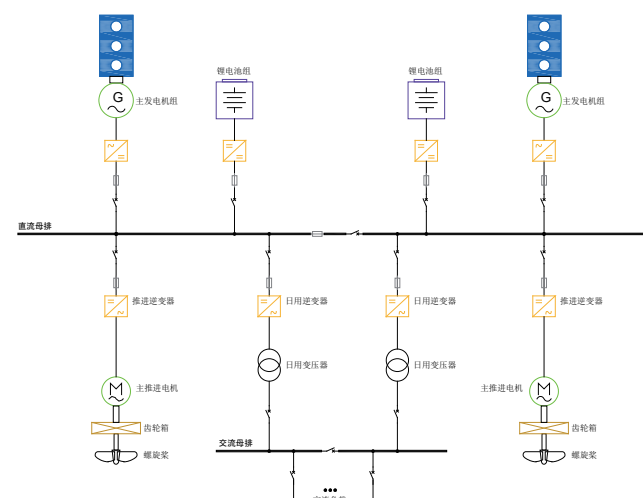 锂电池组
锂电池组
G
主发电机组
G
主发电机组
直流母排
推进逆变器
日用逆变器
日用逆变器
推进逆变器
日用变压器
日用变压器
M
主推进电机
主推进电机
M
齿轮箱
齿轮箱
交流母排
螺旋桨
螺旋桨